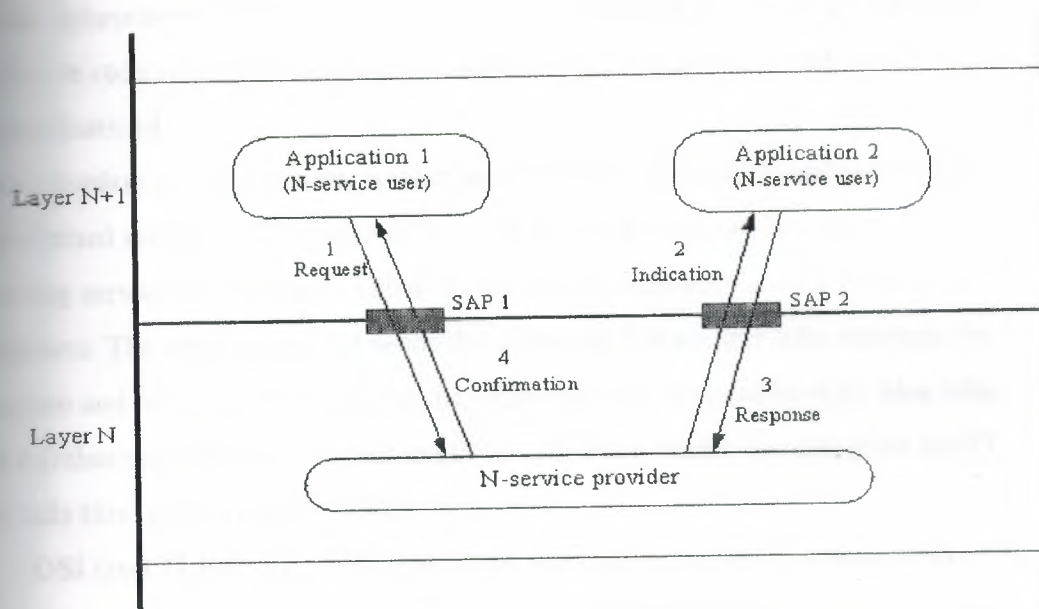 Layer N+1
Application 1
(N-service user)
Application 2
(N-service user)
1
Request
2
Indication
SAP 1
SAP 2
4
Confirmation
3
Response
Layer N
N-service provider